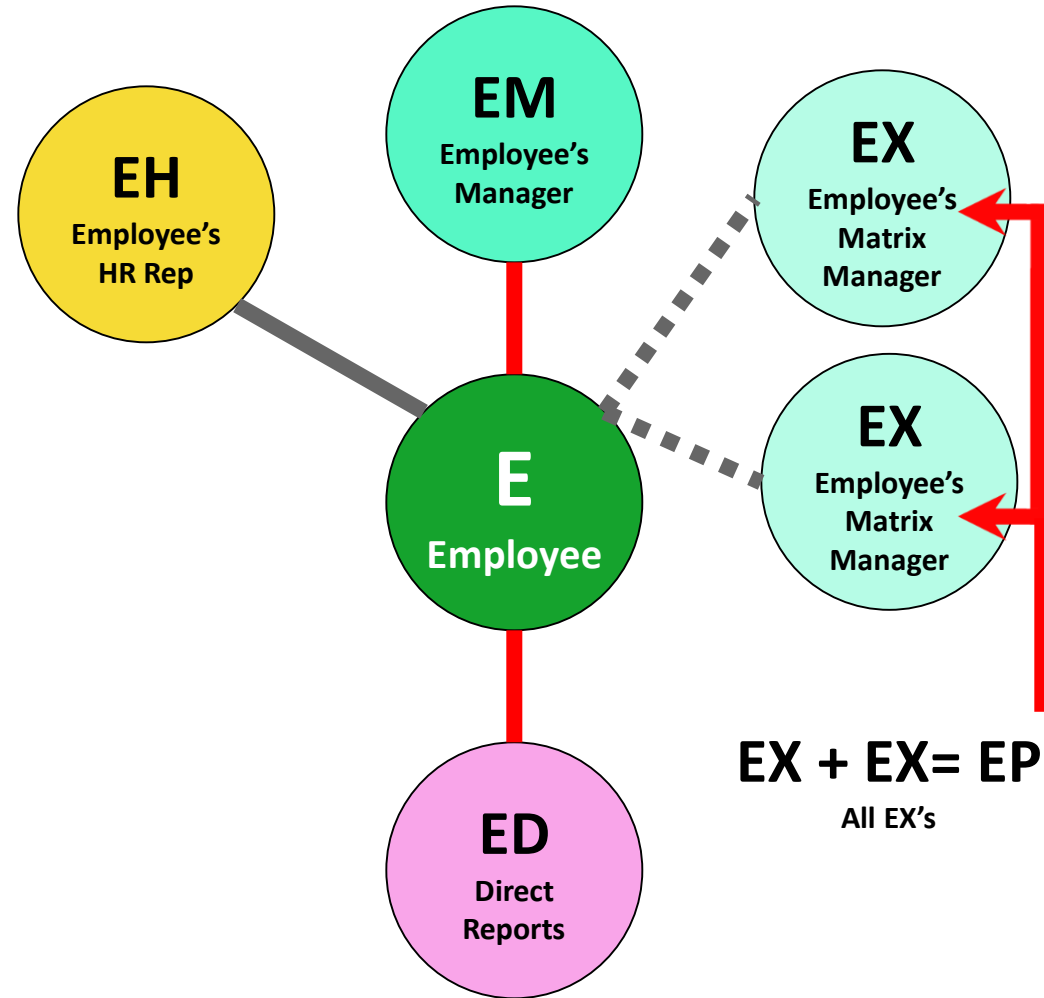 EM
Employee’s
Manager
EH
Employee’s
HR Rep
EX
Employee’s
Matrix
Manager
EX
Employee’s
Matrix
Manager
E
Employee
EX + EX= EP
All EX’s
ED
Direct
Reports